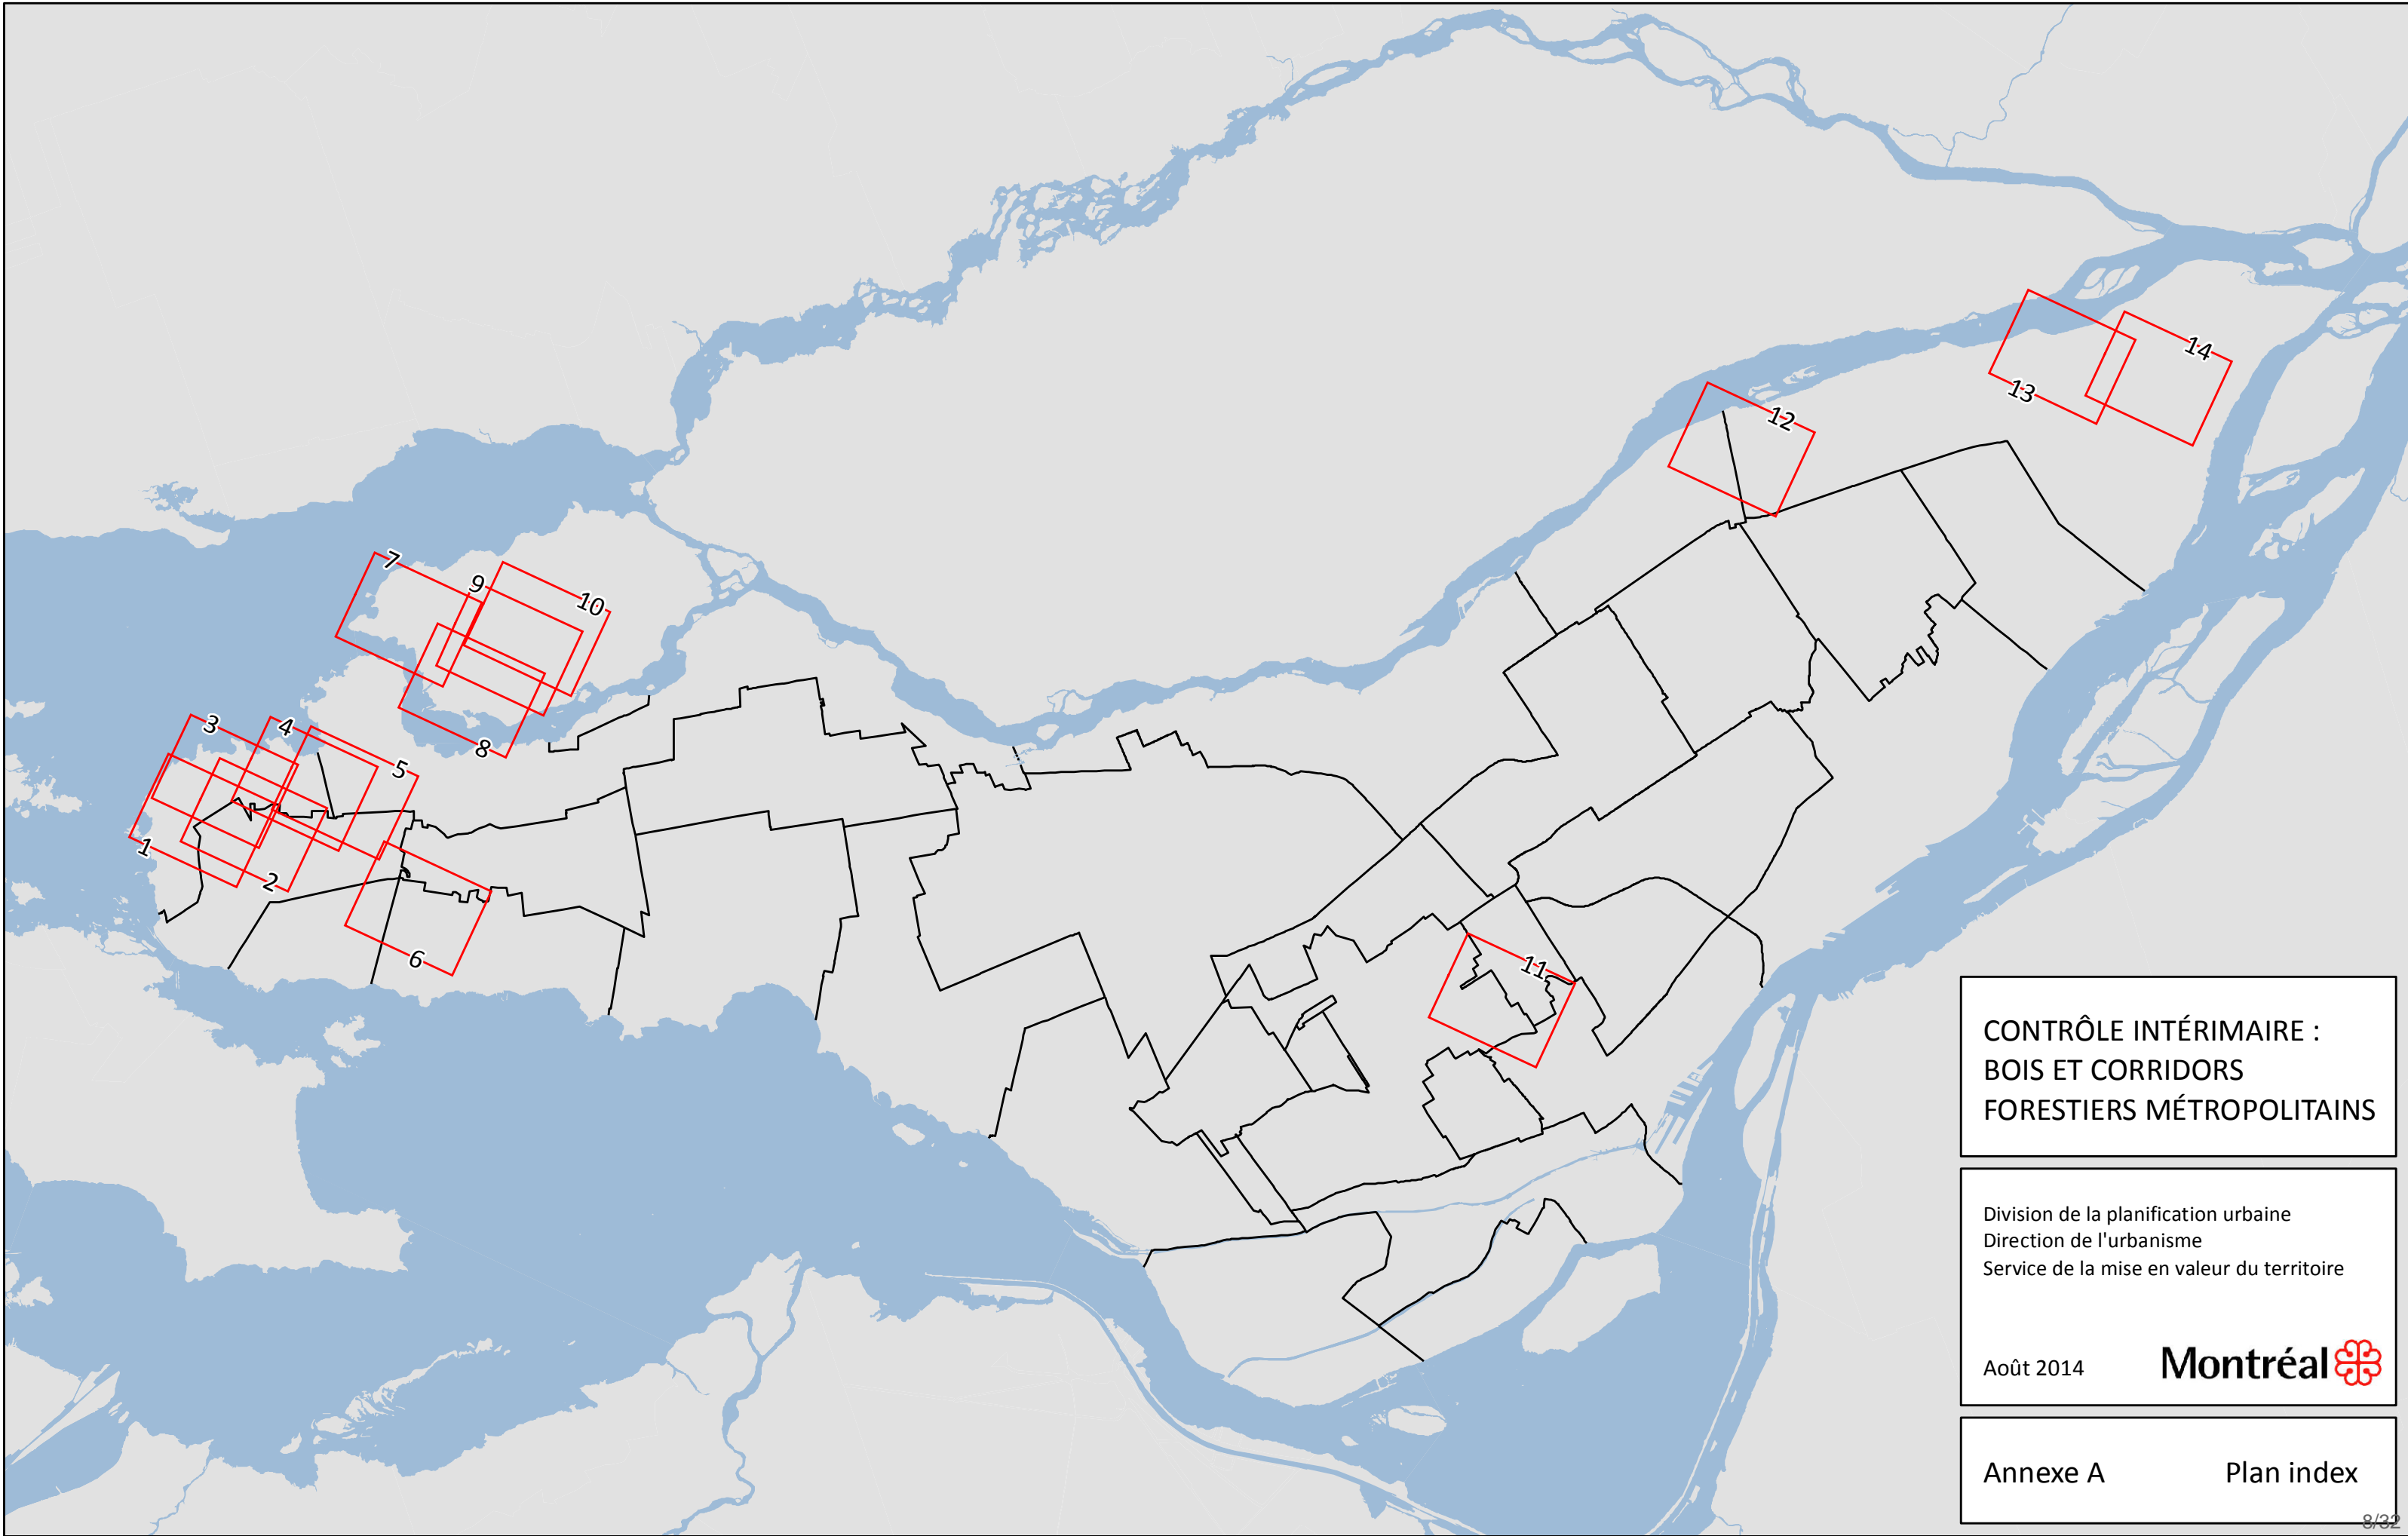 7
9
10
3
4
5
8
1
2
6
11
12
13
14
CONTRÔLE INTÉRIMAIRE :
BOIS ET CORRIDORS
FORESTIERS MÉTROPOLITAINS
Division de la planification urbaine
Direction de l'urbanisme
Service de la mise en valeur du territoire
Août 2014 Montréal
Annexe A Plan index
8/32